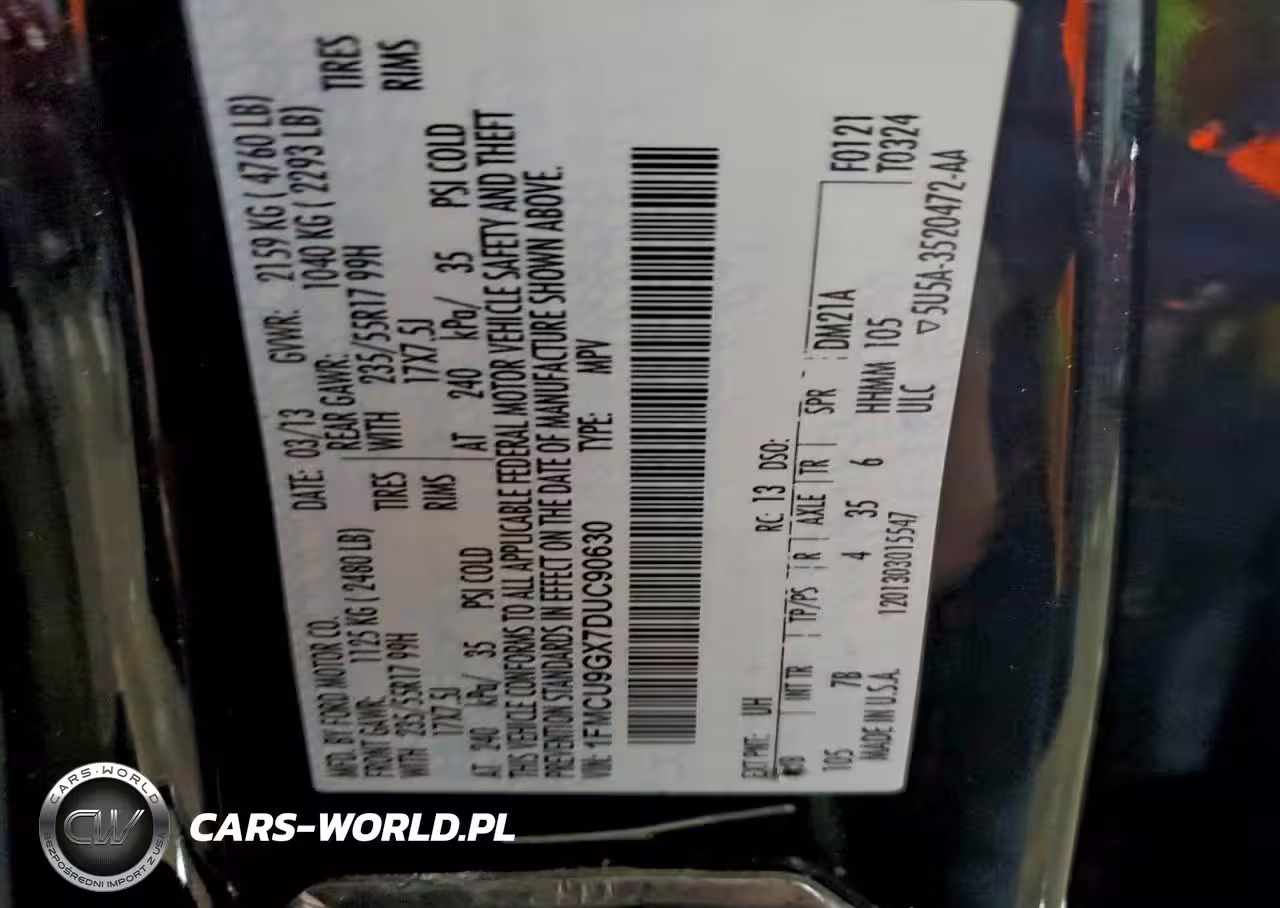 MFD. BY FORD MOTOR CO.
DATE: 03/13 GVWR: 2159 KG ( 4760 LB)
FRONT GAWR: 1125 KG ( 2480 LB)
REAR GAWR: 1040 KG ( 2293 LB)
WITH 235/55R17 99H TIRES
WITH 235/55R17 99H TIRES
17X7.5J RIMS
17X7.5J RIMS
AT 240 kPa/ 35 PSI COLD
AT 240 kPa/ 35 PSI COLD
THIS VEHICLE CONFORMS TO ALL APPLICABLE FEDERAL MOTOR VEHICLE SAFETY AND THEFT
PREVENTION STANDARDS IN EFFECT ON THE DATE OF MANUFACTURE SHOWN ABOVE.
VIN: 1FMCU9GX7DUC90630 TYPE: MPV
EXT PNT: UH RC: 13 DSO:
WB INT TR TP/PS R AXLE TR SPR DM21A F0121
105 7B 4 35 6 HHMM 105 T0324
MADE IN U.S.A. 12013D3015547 ULC
▽5U5A-3520472-AA
CARS-WORLD
CW
BEZPOŚREDNI IMPORT Z USA
CARS-WORLD.PL